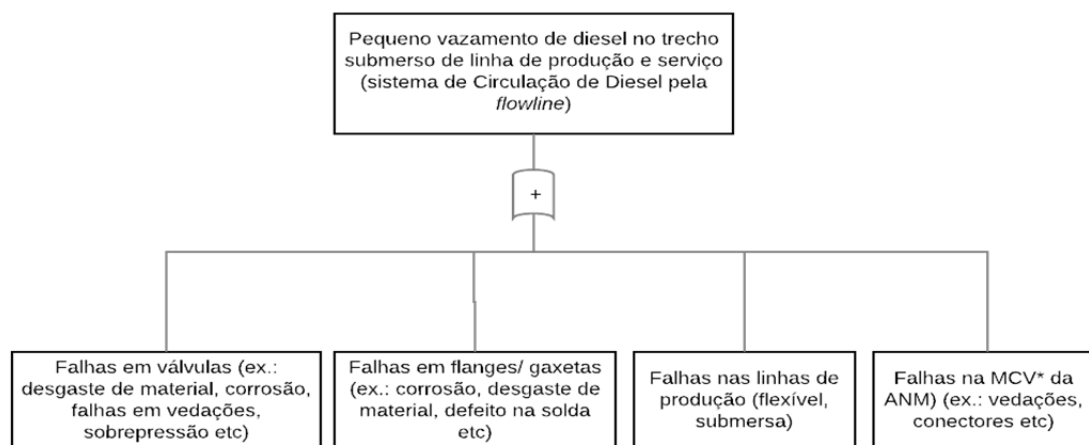 Pequeno vazamento de diesel no trecho
submerso de linha de produção e serviço
(sistema de Circulação de Diesel pela
flowline)
+
Falhas em válvulas (ex.:
desgaste de material, corrosão,
falhas em vedações,
sobrepressão etc)
Falhas em flanges/ gaxetas
(ex.: corrosão, desgaste de
material, defeito na solda
etc)
Falhas nas linhas de
produção (flexível,
submersa)
Falhas na MCV* da
ANM) (ex.: vedações,
conectores etc)